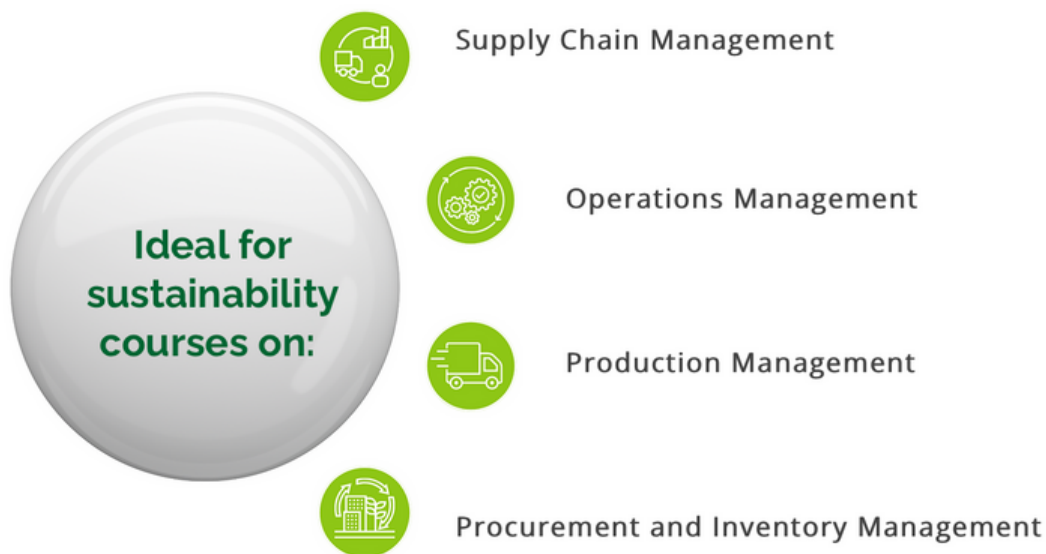 Ideal for
sustainability
courses on:
Supply Chain Management
Operations Management
Production Management
Procurement and Inventory Management